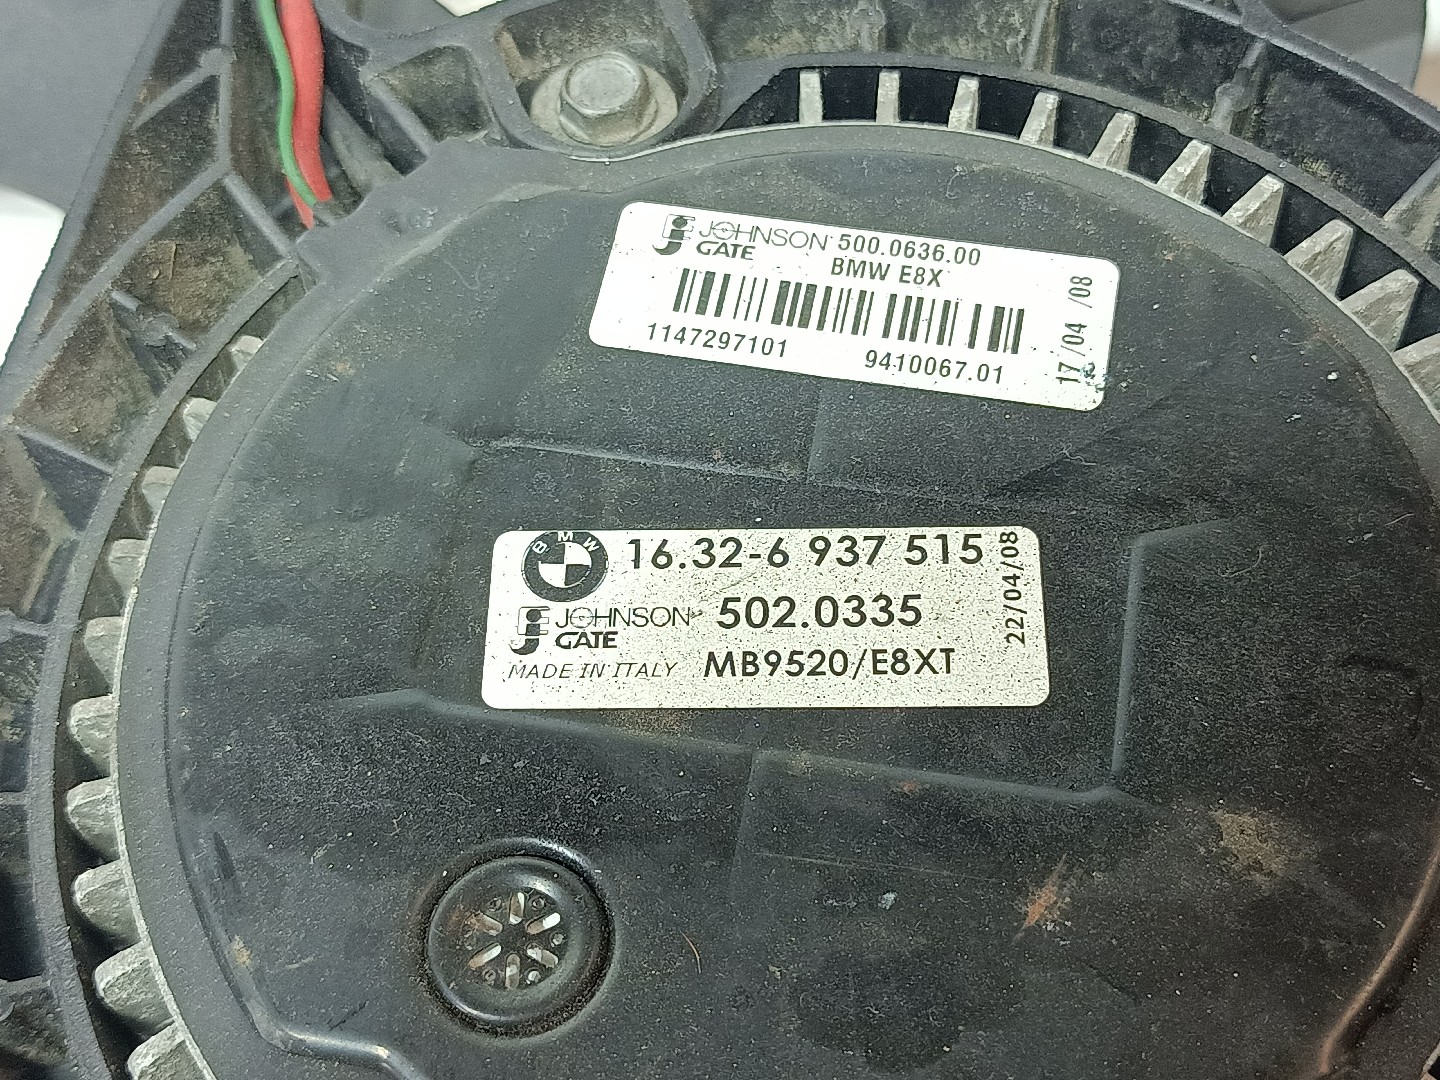 JOHNSON 500.0636.00
GATE BMW E8X
1147297101 9410067.01
17/04 /08
BMW 16.32-6 937 515
JOHNSON 502.0335
GATE
MADE IN ITALY MB9520/E8XT
22/04/08